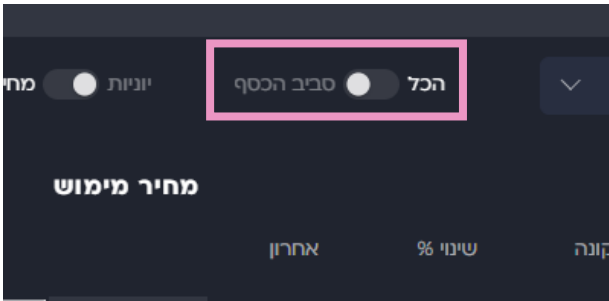 הכל סביב הכסף יוניות
מחיר מימוש
שינוי % אחרון